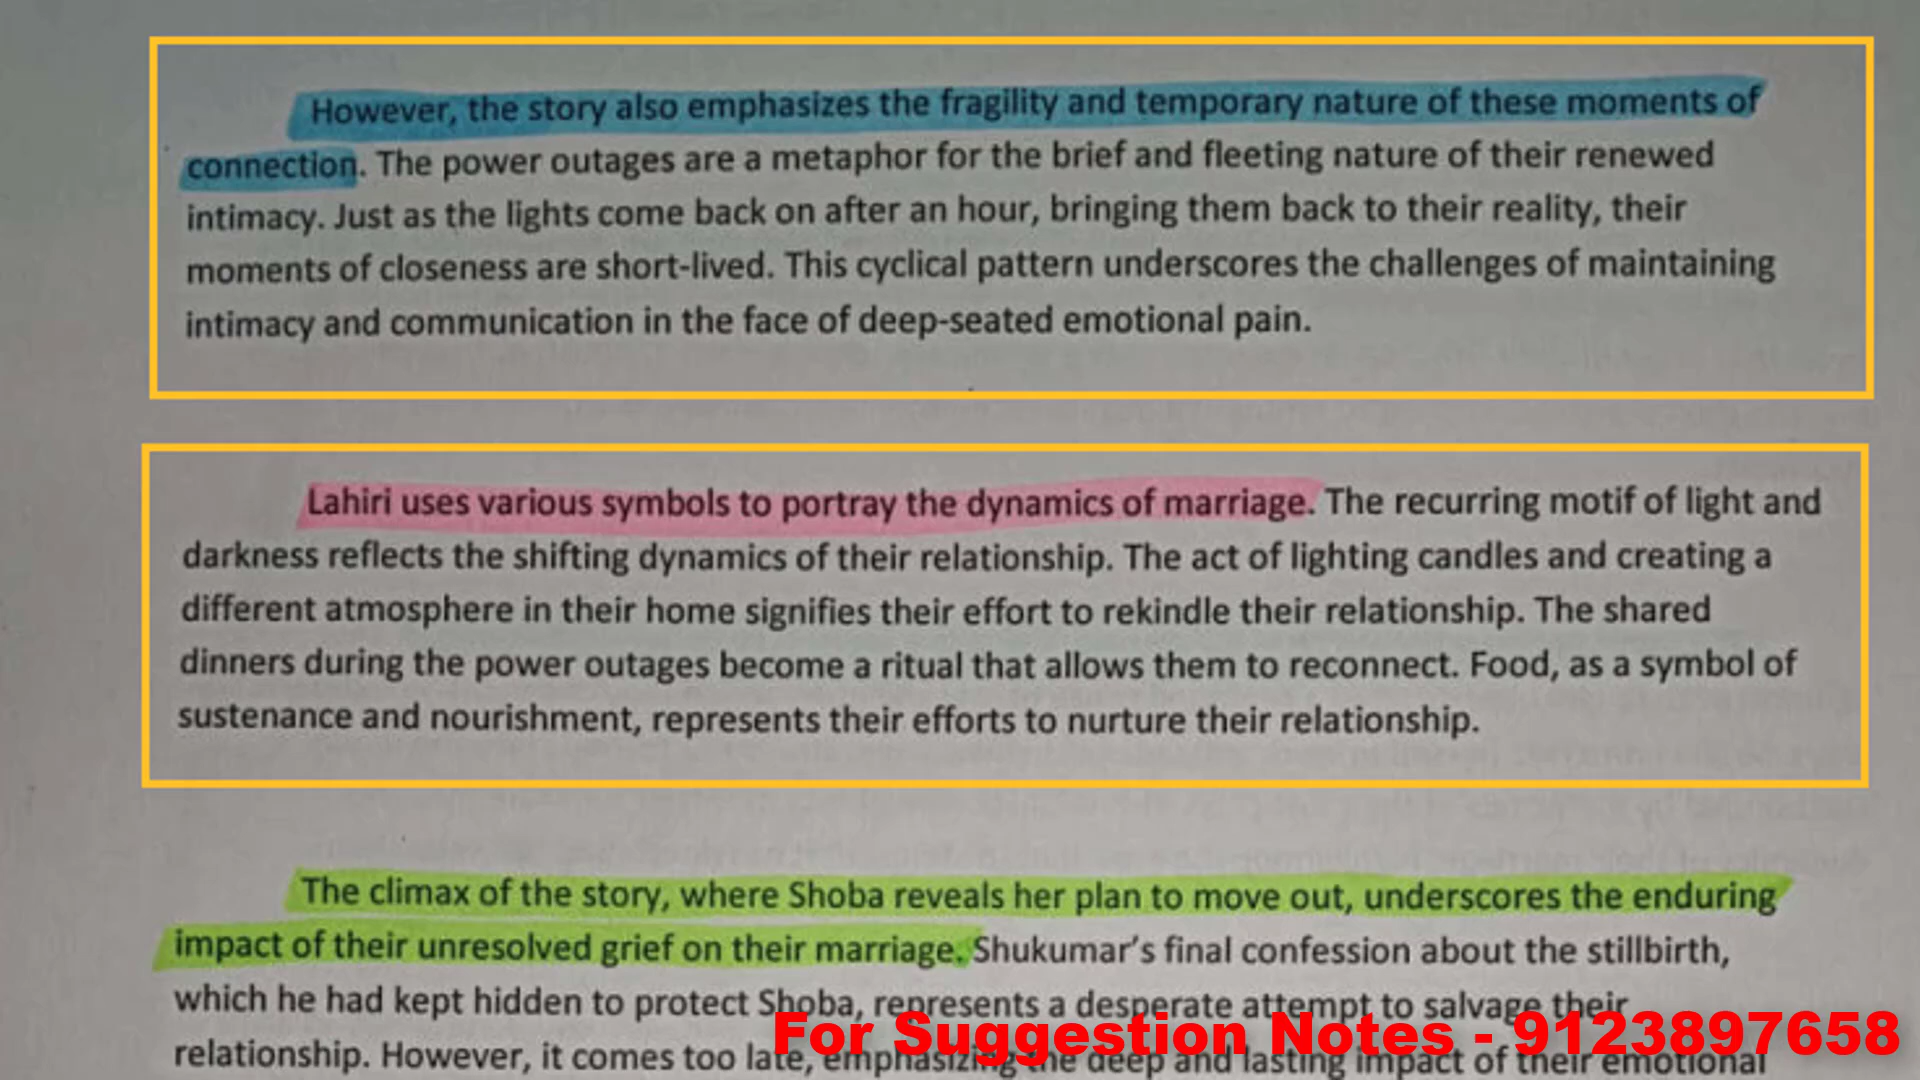 However, the story also emphasizes the fragility and temporary nature of these moments of
connection. The power outages are a metaphor for the brief and fleeting nature of their renewed
intimacy. Just as the lights come back on after an hour, bringing them back to their reality, their
moments of closeness are short-lived. This cyclical pattern underscores the challenges of maintaining
intimacy and communication in the face of deep-seated emotional pain.
Lahiri uses various symbols to portray the dynamics of marriage. The recurring motif of light and
darkness reflects the shifting dynamics of their relationship. The act of lighting candles and creating a
different atmosphere in their home signifies their effort to rekindle their relationship. The shared
dinners during the power outages become a ritual that allows them to reconnect. Food, as a symbol of
sustenance and nourishment, represents their efforts to nurture their relationship.
The climax of the story, where Shoba reveals her plan to move out, underscores the enduring
impact of their unresolved grief on their marriage. Shukumar's final confession about the stillbirth,
which he had kept hidden to protect Shoba, represents a desperate attempt to salvage their
relationship. However, it comes too late, emphasizing the deep and lasting impact of their emotional
For Suggestion Notes - 9123897658